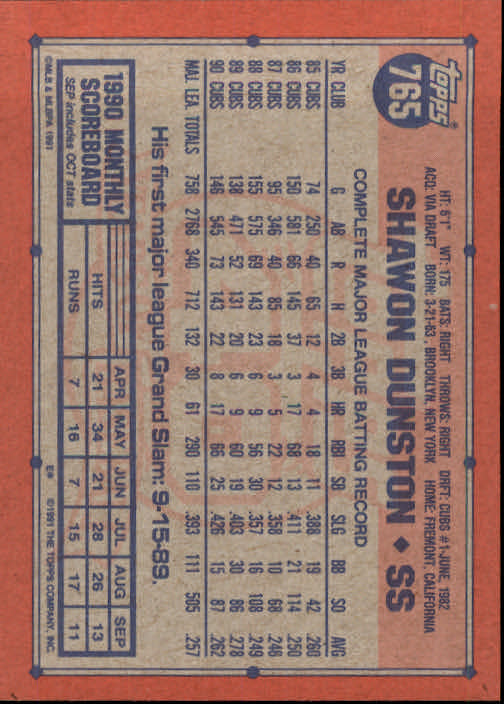 topps®
765
HT: 6'1" WT: 175 BATS: RIGHT THROWS: RIGHT DRFT: CUBS #1-JUNE, 1982
ACQ: VIA DRAFT BORN: 3-21-63, BROOKLYN, NEW YORK HOME: FREMONT, CALIFORNIA
SHAWON DUNSTON ◆ SS
COMPLETE MAJOR LEAGUE BATTING RECORD
YR CLUB G AB R H 2B 3B HR RBI SB SLG BB SO AVG
85 CUBS 74 250 40 65 12 4 4 18 11 .388 19 42 .260
86 CUBS 150 581 66 145 37 3 17 68 13 .411 21 114 .250
87 CUBS 95 346 40 85 18 3 5 22 12 .358 10 68 .246
88 CUBS 155 575 69 143 23 6 9 56 30 .357 16 108 .249
89 CUBS 138 471 52 131 20 6 9 60 19 .403 30 86 .278
90 CUBS 146 545 73 143 22 8 17 66 25 .426 15 87 .262
MAJ. LEA. TOTALS 758 2768 340 712 132 30 61 290 110 .393 111 505 .257
His first major league Grand Slam: 9-15-89.
1990 MONTHLY
SCOREBOARD
SEP includes OCT stats
APR MAY JUN JUL AUG SEP
HITS 21 34 21 28 26 13
RUNS 7 16 7 15 17 11
©MLB & MLBPA 1991
E* ©1991 THE TOPPS COMPANY, INC.